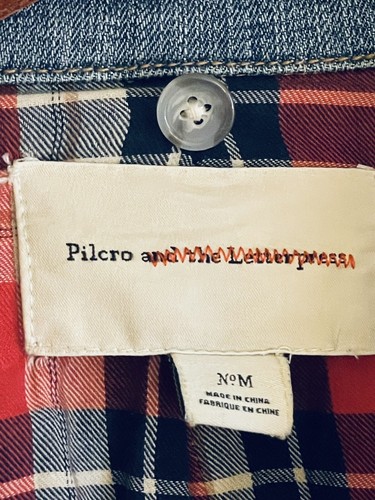 Pilcro and the Letterpress
NoM
MADE IN CHINA
FABRIQUE EN CHINE